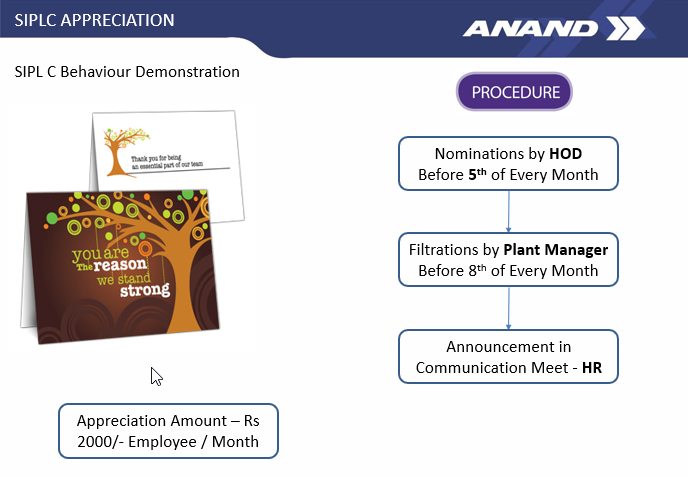 SIPLC APPRECIATION
ANAND
SIPL C Behaviour Demonstration
PROCEDURE
Thank you for being
an essential part of our team
you are
The reason
we stand
strong
Nominations by HOD
Before 5th of Every Month
Filtrations by Plant Manager
Before 8th of Every Month
Announcement in
Communication Meet - HR
Appreciation Amount – Rs
2000/- Employee / Month